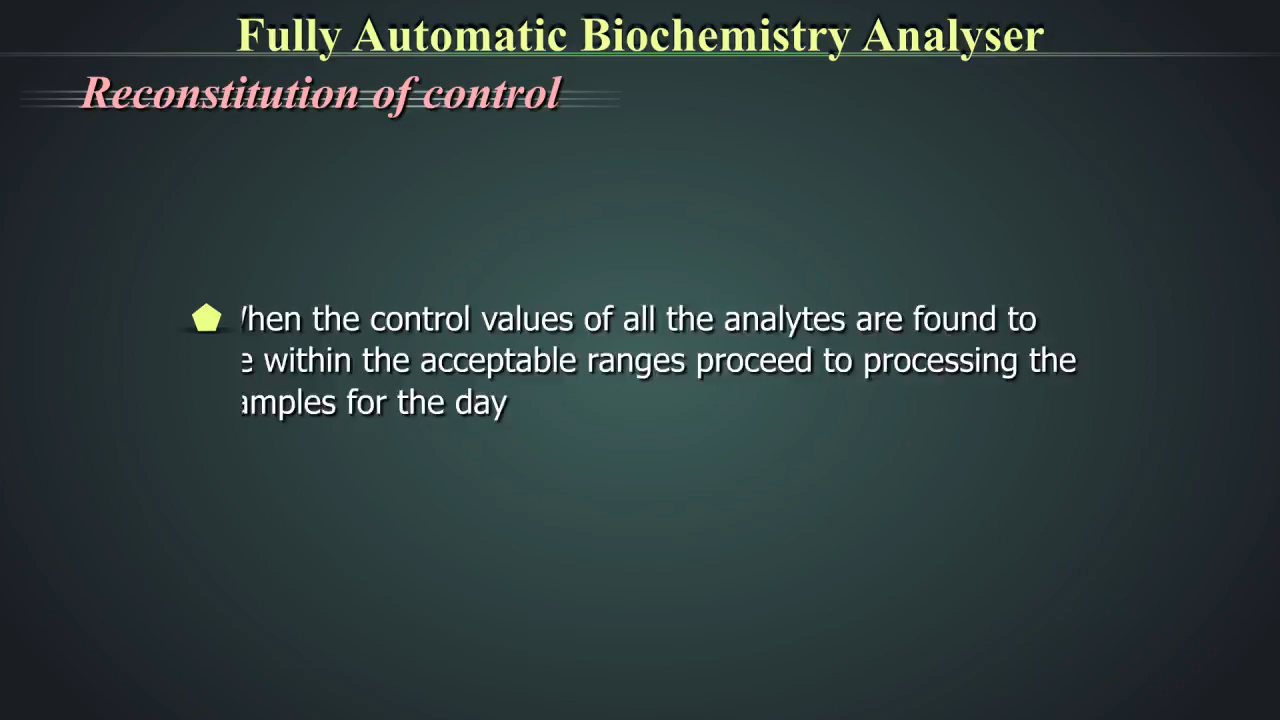 Fully Automatic Biochemistry Analyser
Reconstitution of control
hen the control values of all the analytes are found to
e within the acceptable ranges proceed to processing the
amples for the day